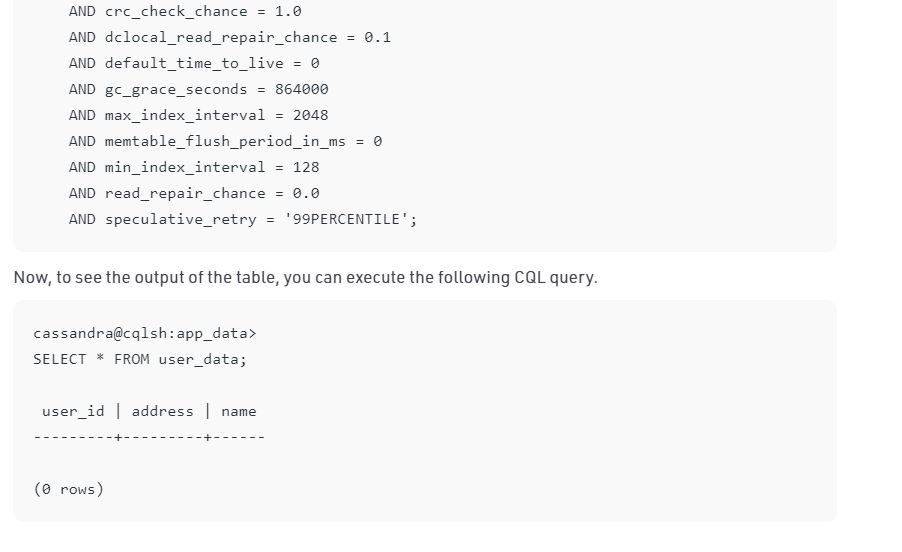 AND crc_check_chance = 1.0
AND dclocal_read_repair_chance = 0.1
AND default_time_to_live = 0
AND gc_grace_seconds = 864000
AND max_index_interval = 2048
AND memtable_flush_period_in_ms = 0
AND min_index_interval = 128
AND read_repair_chance = 0.0
AND speculative_retry = '99PERCENTILE';
Now, to see the output of the table, you can execute the following CQL query.
cassandra@cqlsh:app_data>
SELECT * FROM user_data;
user_id | address | name
---------+---------+------
(0 rows)